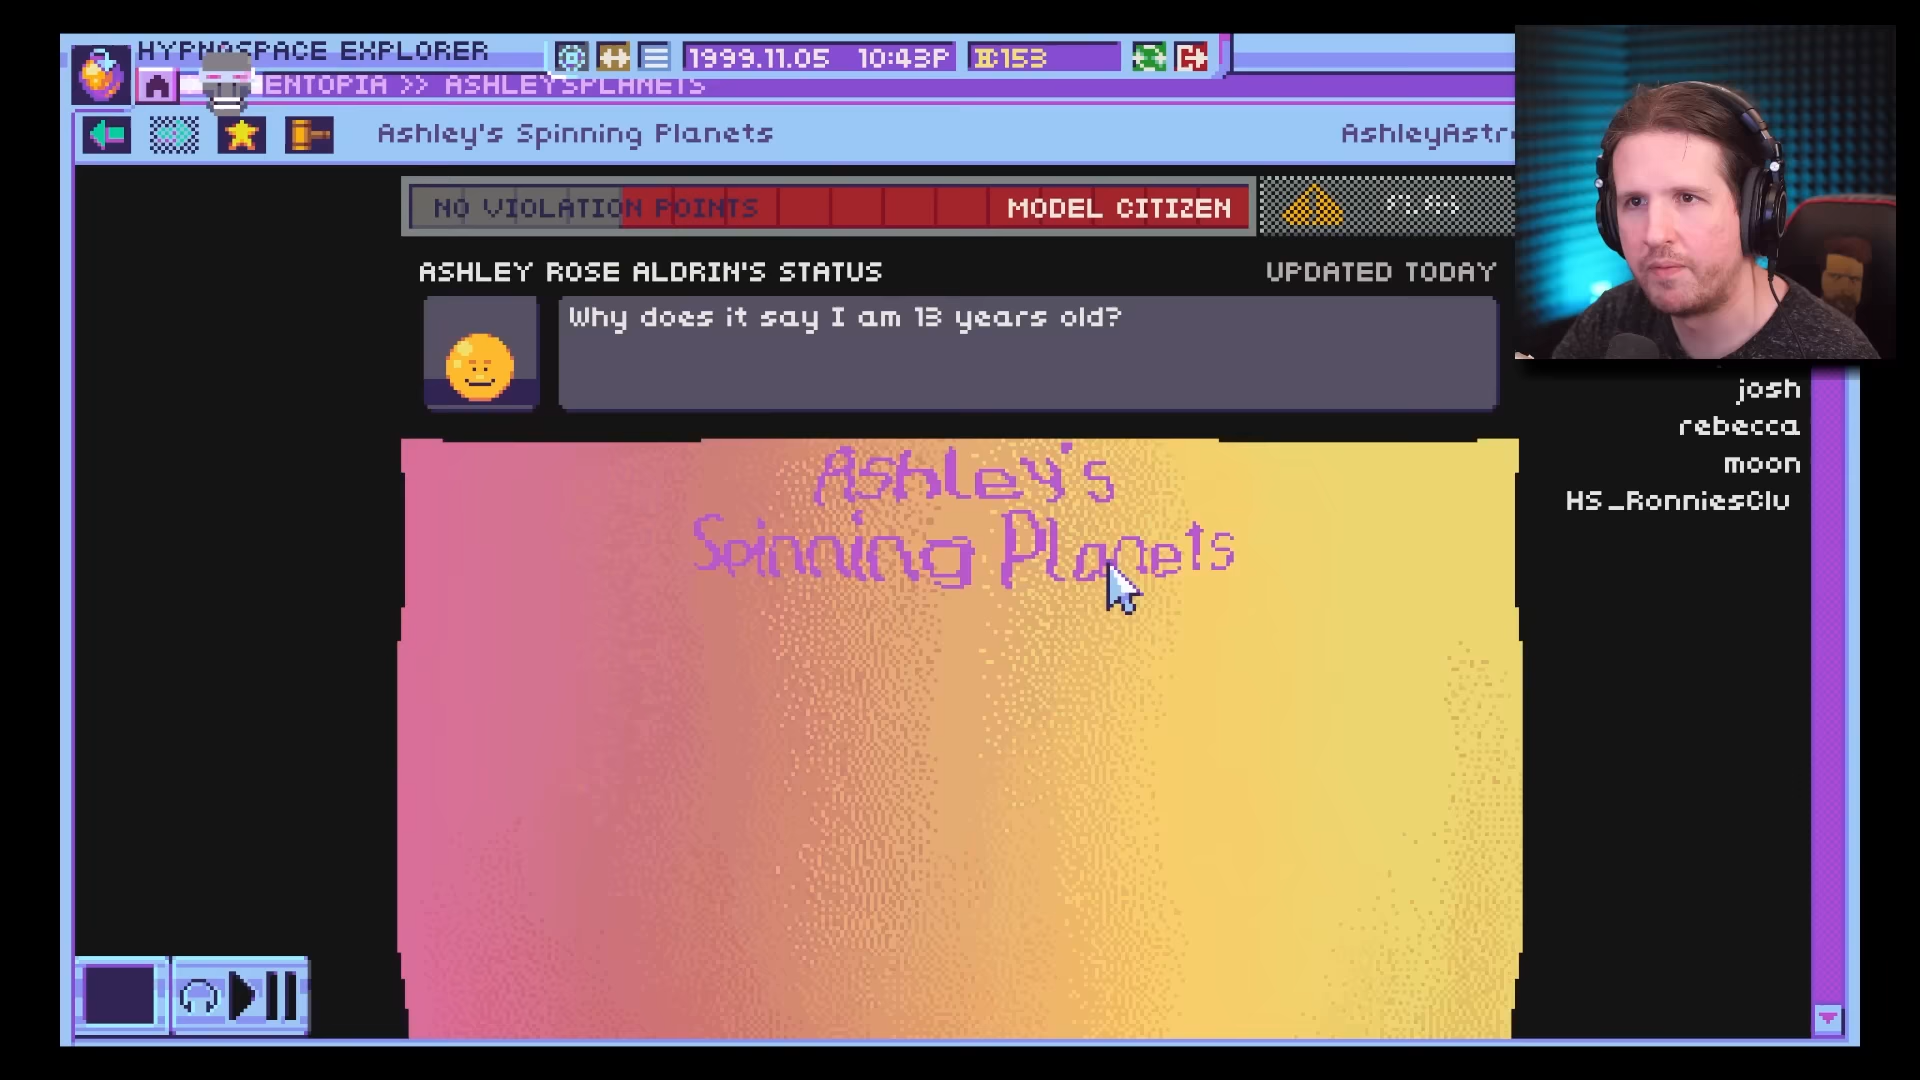 HYPNOSPACE EXPLORER
1999.11.05 10:43P
153
ENTOPIA >> ASHLEYSPLANETS
Ashley's Spinning Planets
NO VIOLATION POINTS
MODEL CITIZEN
ASHLEY ROSE ALDRIN'S STATUS
UPDATED TODAY
Why does it say I am 13 years old?
josh
rebecca
moon
HS_RonniesClu
Ashley's
Spinning Planets